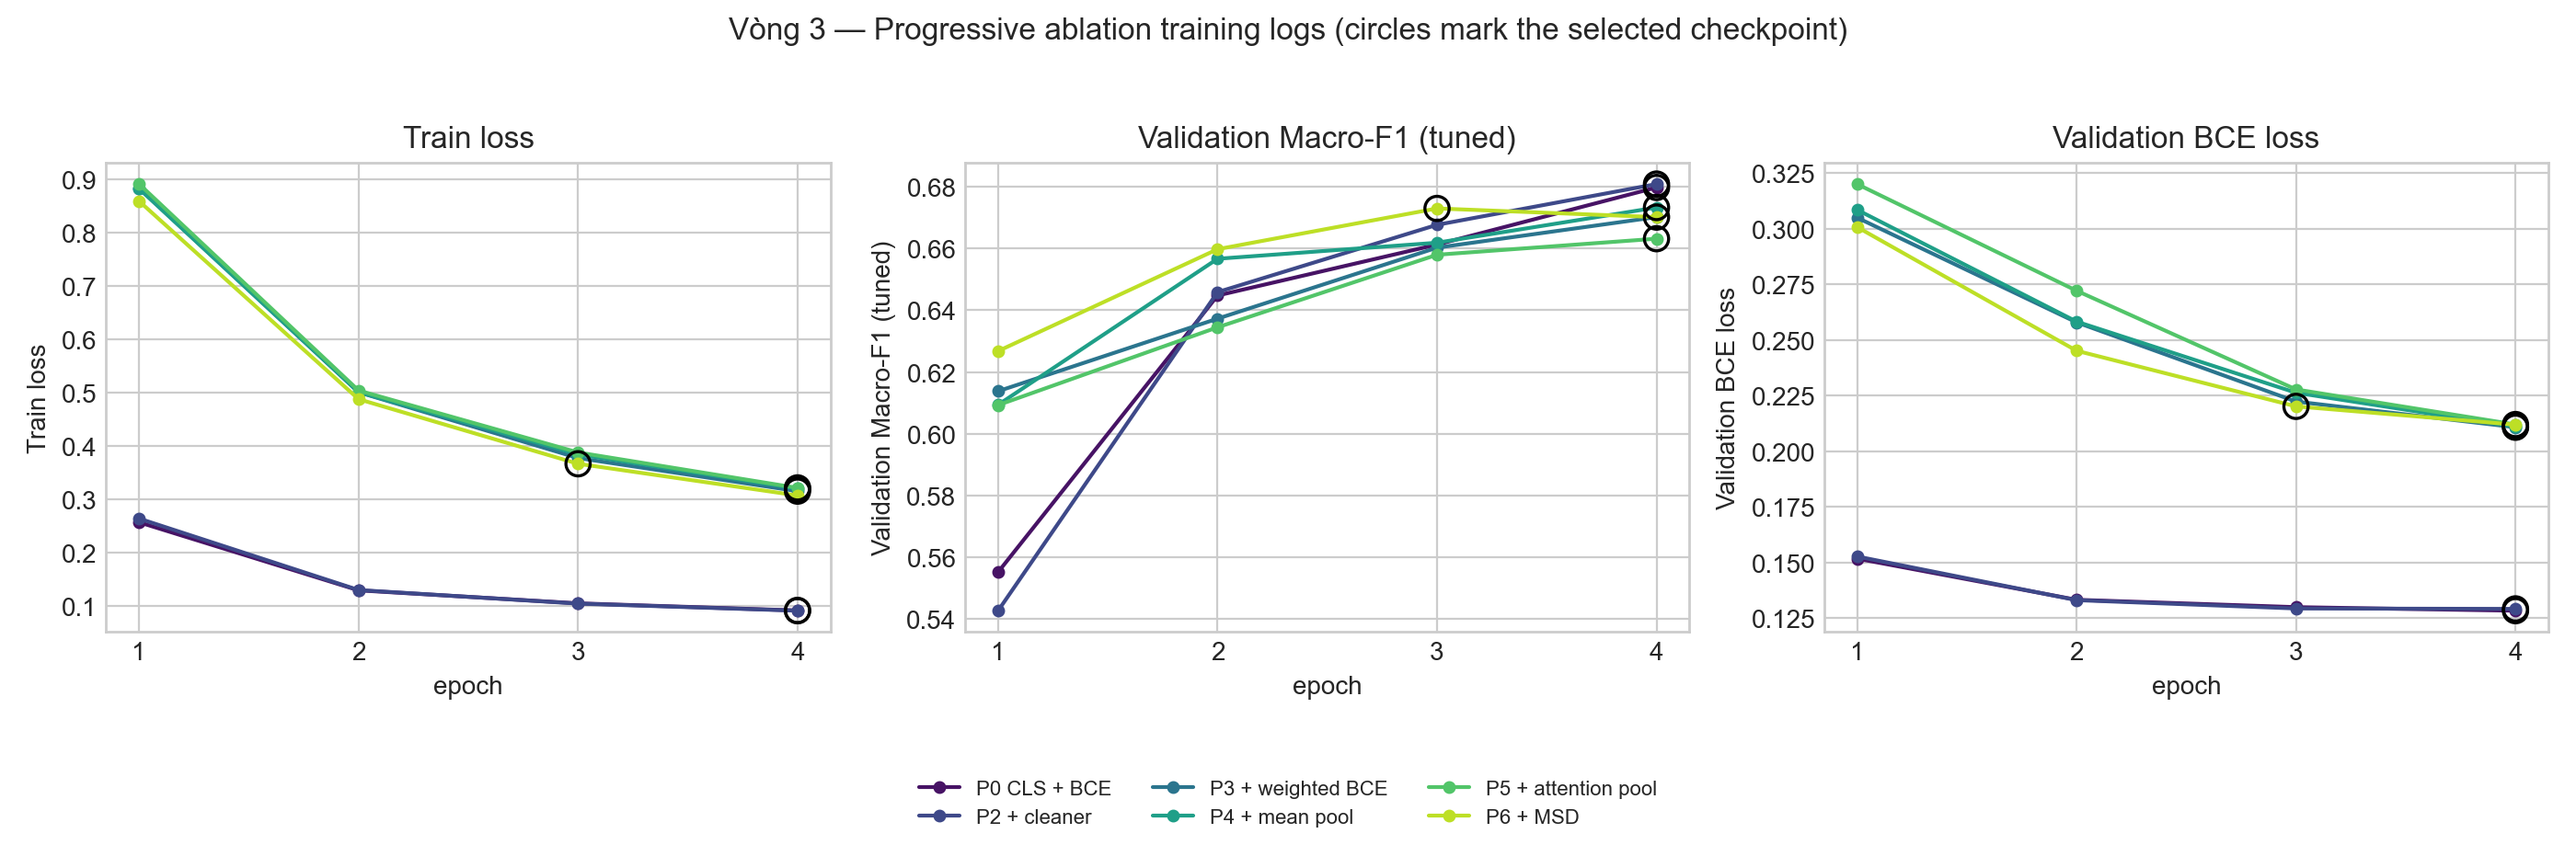 Vòng 3 — Progressive ablation training logs (circles mark the selected checkpoint)
Train loss
Train loss
0.9
0.8
0.7
0.6
0.5
0.4
0.3
0.2
0.1
1 2 3 4
epoch
Validation Macro-F1 (tuned)
Validation Macro-F1 (tuned)
0.68
0.66
0.64
0.62
0.60
0.58
0.56
0.54
1 2 3 4
epoch
Validation BCE loss
Validation BCE loss
0.325
0.300
0.275
0.250
0.225
0.200
0.175
0.150
0.125
1 2 3 4
epoch
P0 CLS + BCE
P2 + cleaner
P3 + weighted BCE
P4 + mean pool
P5 + attention pool
P6 + MSD